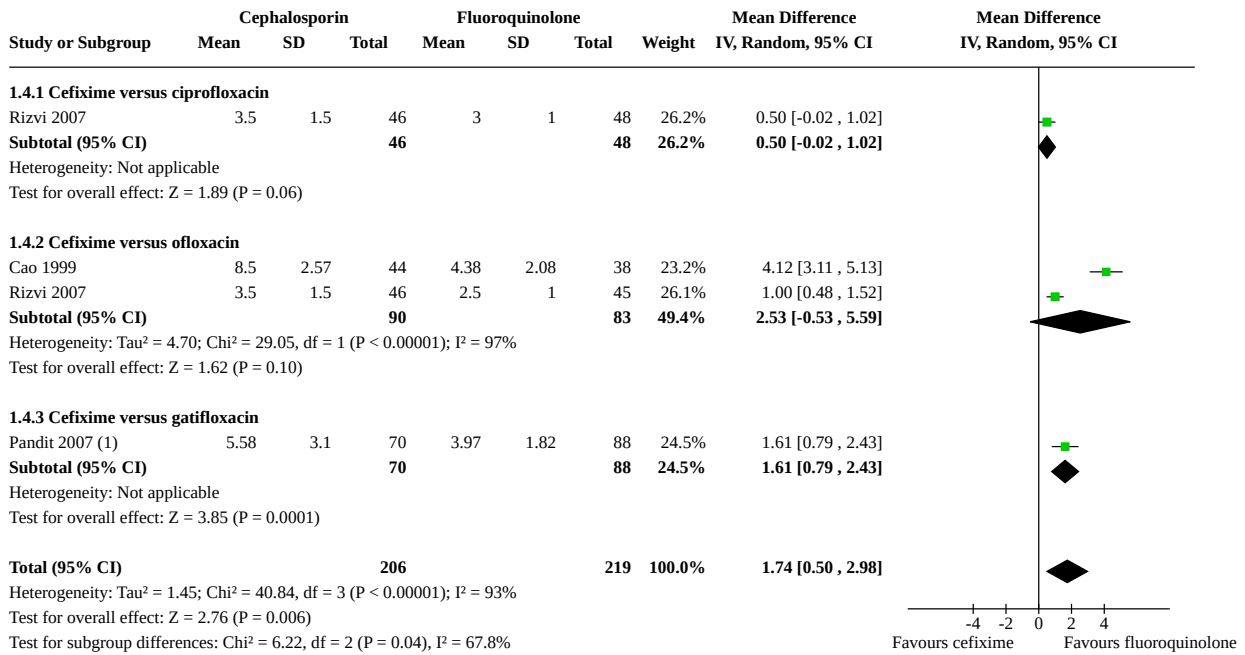 Cephalosporin Fluoroquinolone Mean Difference Mean Difference
Study or Subgroup Mean SD Total Mean SD Total Weight IV, Random, 95% CI IV, Random, 95% CI
1.4.1 Cefixime versus ciprofloxacin
Rizvi 2007 3.5 1.5 46 3 1 48 26.2% 0.50 [-0.02 , 1.02]
Subtotal (95% CI) 46 48 26.2% 0.50 [-0.02 , 1.02]
Heterogeneity: Not applicable
Test for overall effect: Z = 1.89 (P = 0.06)
1.4.2 Cefixime versus ofloxacin
Cao 1999 8.5 2.57 44 4.38 2.08 38 23.2% 4.12 [3.11 , 5.13]
Rizvi 2007 3.5 1.5 46 2.5 1 45 26.1% 1.00 [0.48 , 1.52]
Subtotal (95% CI) 90 83 49.4% 2.53 [-0.53 , 5.59]
Heterogeneity: Tau² = 4.70; Chi² = 29.05, df = 1 (P < 0.00001); I² = 97%
Test for overall effect: Z = 1.62 (P = 0.10)
1.4.3 Cefixime versus gatifloxacin
Pandit 2007 (1) 5.58 3.1 70 3.97 1.82 88 24.5% 1.61 [0.79 , 2.43]
Subtotal (95% CI) 70 88 24.5% 1.61 [0.79 , 2.43]
Heterogeneity: Not applicable
Test for overall effect: Z = 3.85 (P = 0.0001)
Total (95% CI) 206 219 100.0% 1.74 [0.50 , 2.98]
Heterogeneity: Tau² = 1.45; Chi² = 40.84, df = 3 (P < 0.00001); I² = 93%
Test for overall effect: Z = 2.76 (P = 0.006) -4 -2 0 2 4
Test for subgroup differences: Chi² = 6.22, df = 2 (P = 0.04), I² = 67.8% Favours cefixime Favours fluoroquinolone